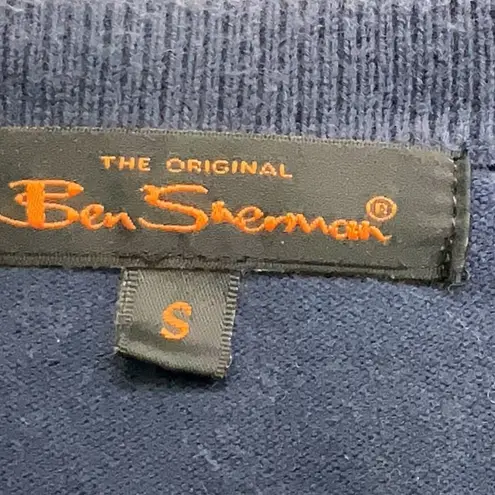 THE ORIGINAL
Ben Sherman®
S